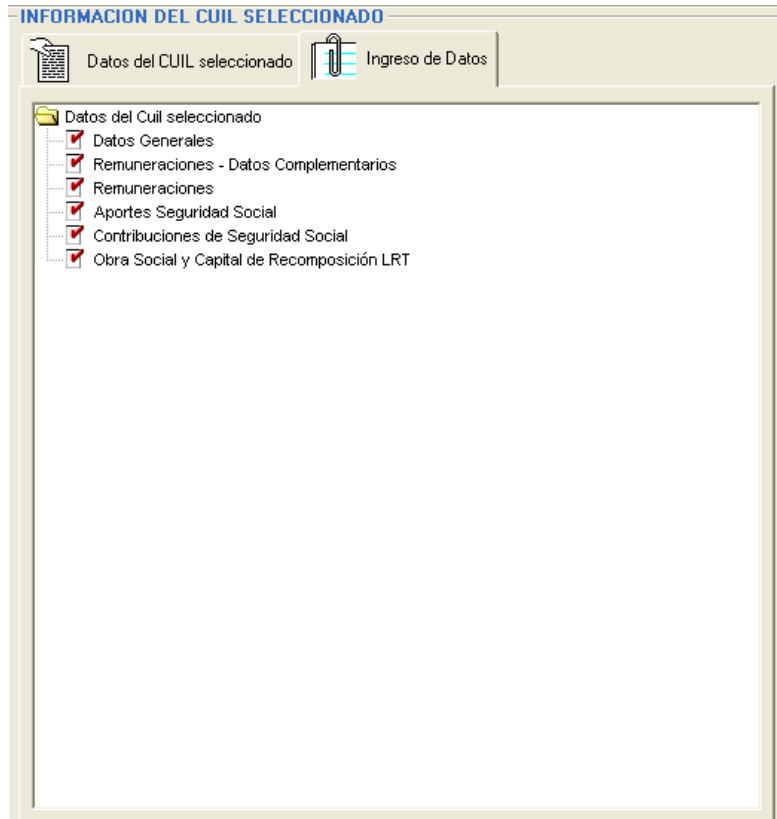 INFORMACION DEL CUIL SELECCIONADO
Datos del CUIL seleccionado Ingreso de Datos
Datos del Cuil seleccionado
Datos Generales
Remuneraciones - Datos Complementarios
Remuneraciones
Aportes Seguridad Social
Contribuciones de Seguridad Social
Obra Social y Capital de Recomposición LRT